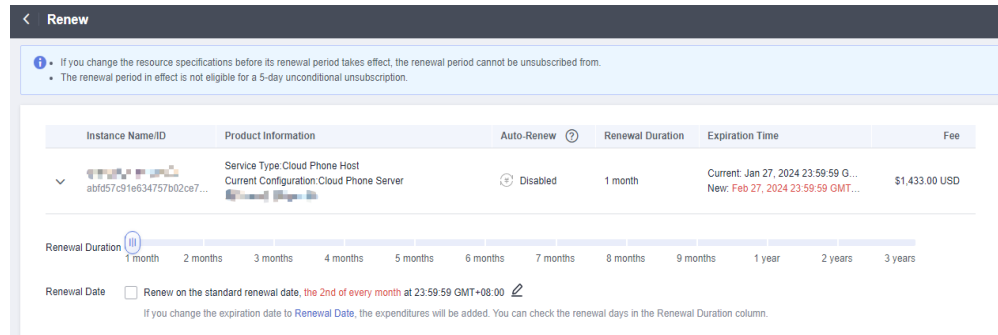 Renew
If you change the resource specifications before its renewal period takes effect, the renewal period cannot be unsubscribed from.
The renewal period in effect is not eligible for a 5-day unconditional unsubscription.
Instance Name/ID Product Information Auto-Renew Renewal Duration Expiration Time Fee
Service Type:Cloud Phone Host
abfd57c91e634757b02ce7... Current Configuration:Cloud Phone Server Disabled 1 month Current: Jan 27, 2024 23:59:59 G... $1,433.00 USD
New: Feb 27, 2024 23:59:59 GMT...
Renewal Duration
1 month 2 months 3 months 4 months 5 months 6 months 7 months 8 months 9 months 1 year 2 years 3 years
Renewal Date Renew on the standard renewal date, the 2nd of every month at 23:59:59 GMT+08:00
If you change the expiration date to Renewal Date, the expenditures will be added. You can check the renewal days in the Renewal Duration column.